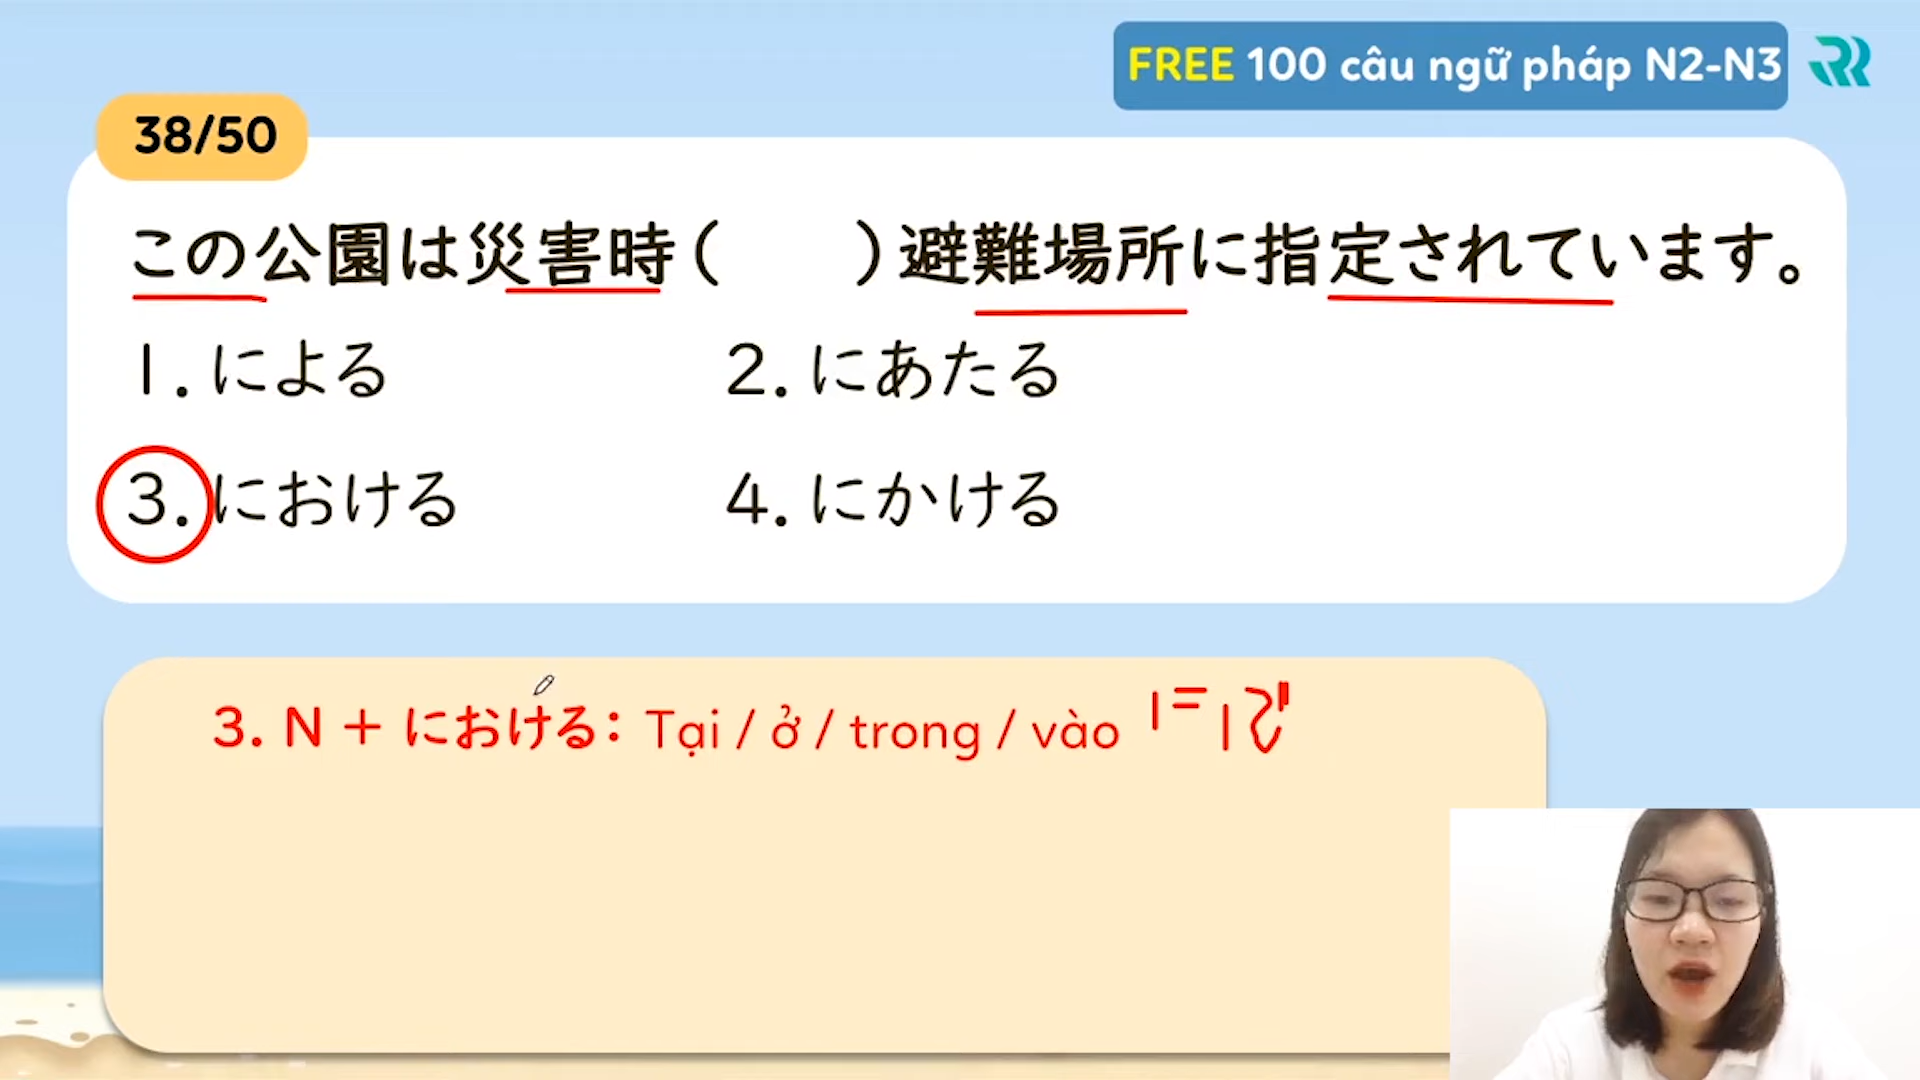 FREE 100 câu ngữ pháp N2-N3
38/50
この公園は災害時(　　)避難場所に指定されています。
1. による
2. にあたる
3. における
4. にかける
3. N + における: Tại / ở / trong / vào